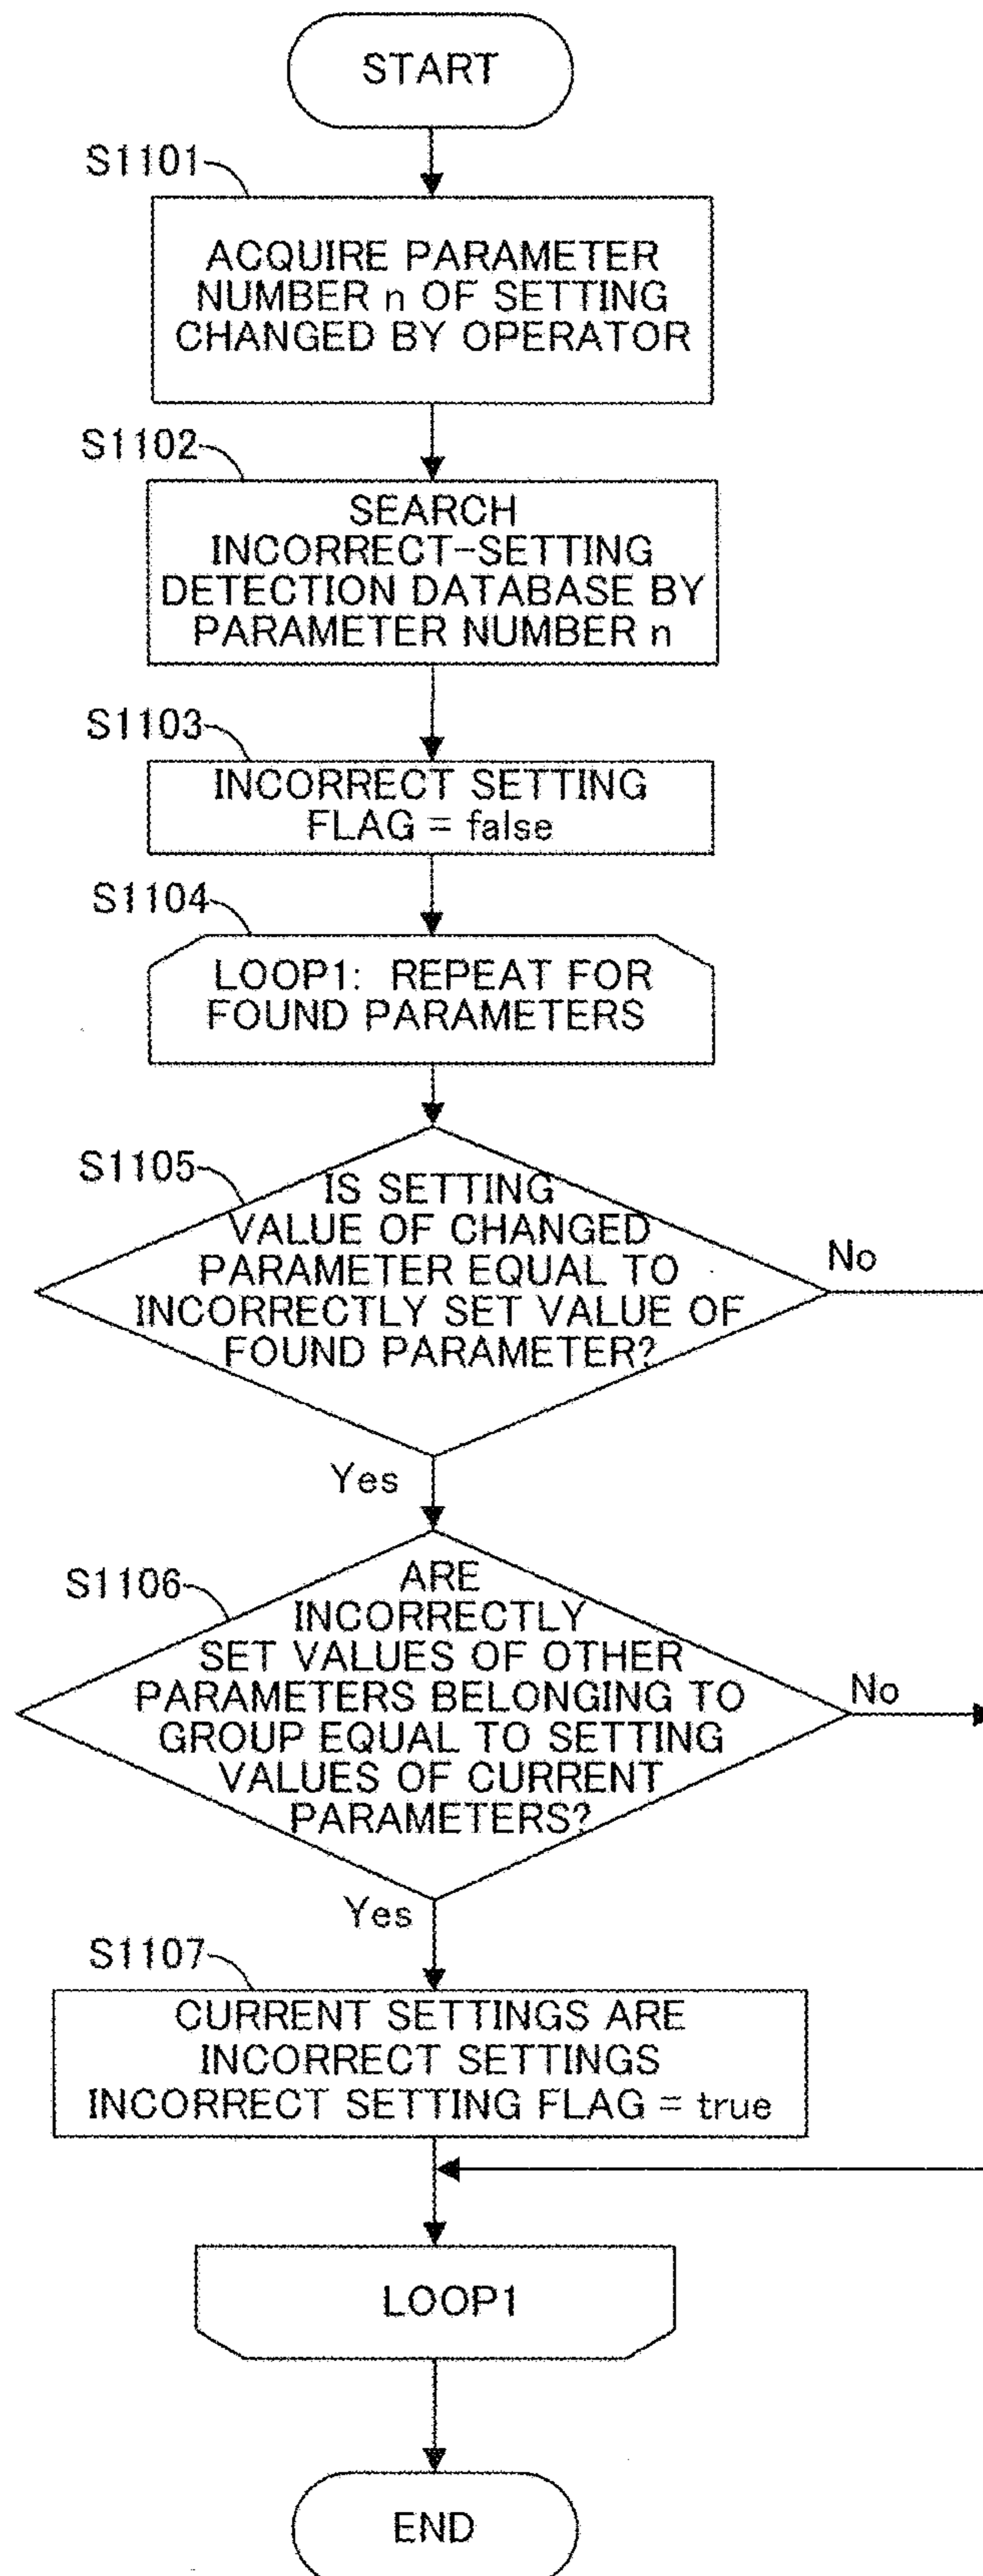 START
S1101
ACQUIRE PARAMETER
NUMBER n OF SETTING
CHANGED BY OPERATOR
S1102
SEARCH
INCORRECT-SETTING
DETECTION DATABASE BY
PARAMETER NUMBER n
S1103
INCORRECT SETTING
FLAG = false
S1104
LOOP1: REPEAT FOR
FOUND PARAMETERS
S1105
IS SETTING
VALUE OF CHANGED
PARAMETER EQUAL TO
INCORRECTLY SET VALUE OF
FOUND PARAMETER?
No
Yes
S1106
ARE
INCORRECTLY
SET VALUES OF OTHER
PARAMETERS BELONGING TO
GROUP EQUAL TO SETTING
VALUES OF CURRENT
PARAMETERS?
No
Yes
S1107
CURRENT SETTINGS ARE
INCORRECT SETTINGS
INCORRECT SETTING FLAG = true
LOOP1
END